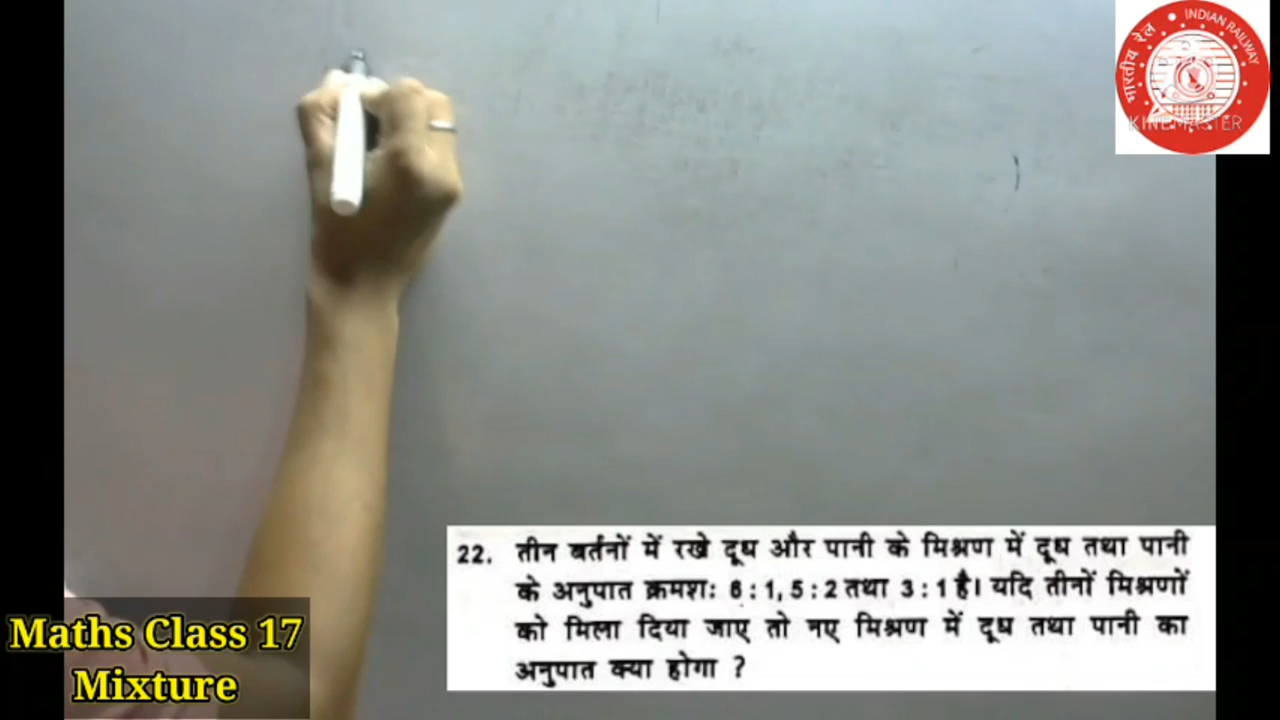 भारतीय रेल
INDIAN RAILWAY
KINEMASTER
22. तीन बर्तनों में रखे दूध और पानी के मिश्रण में दूध तथा पानी
के अनुपात क्रमशः 6 : 1, 5 : 2 तथा 3 : 1 है। यदि तीनों मिश्रणों
को मिला दिया जाए तो नए मिश्रण में दूध तथा पानी का
अनुपात क्या होगा ?
Maths Class 17
Mixture